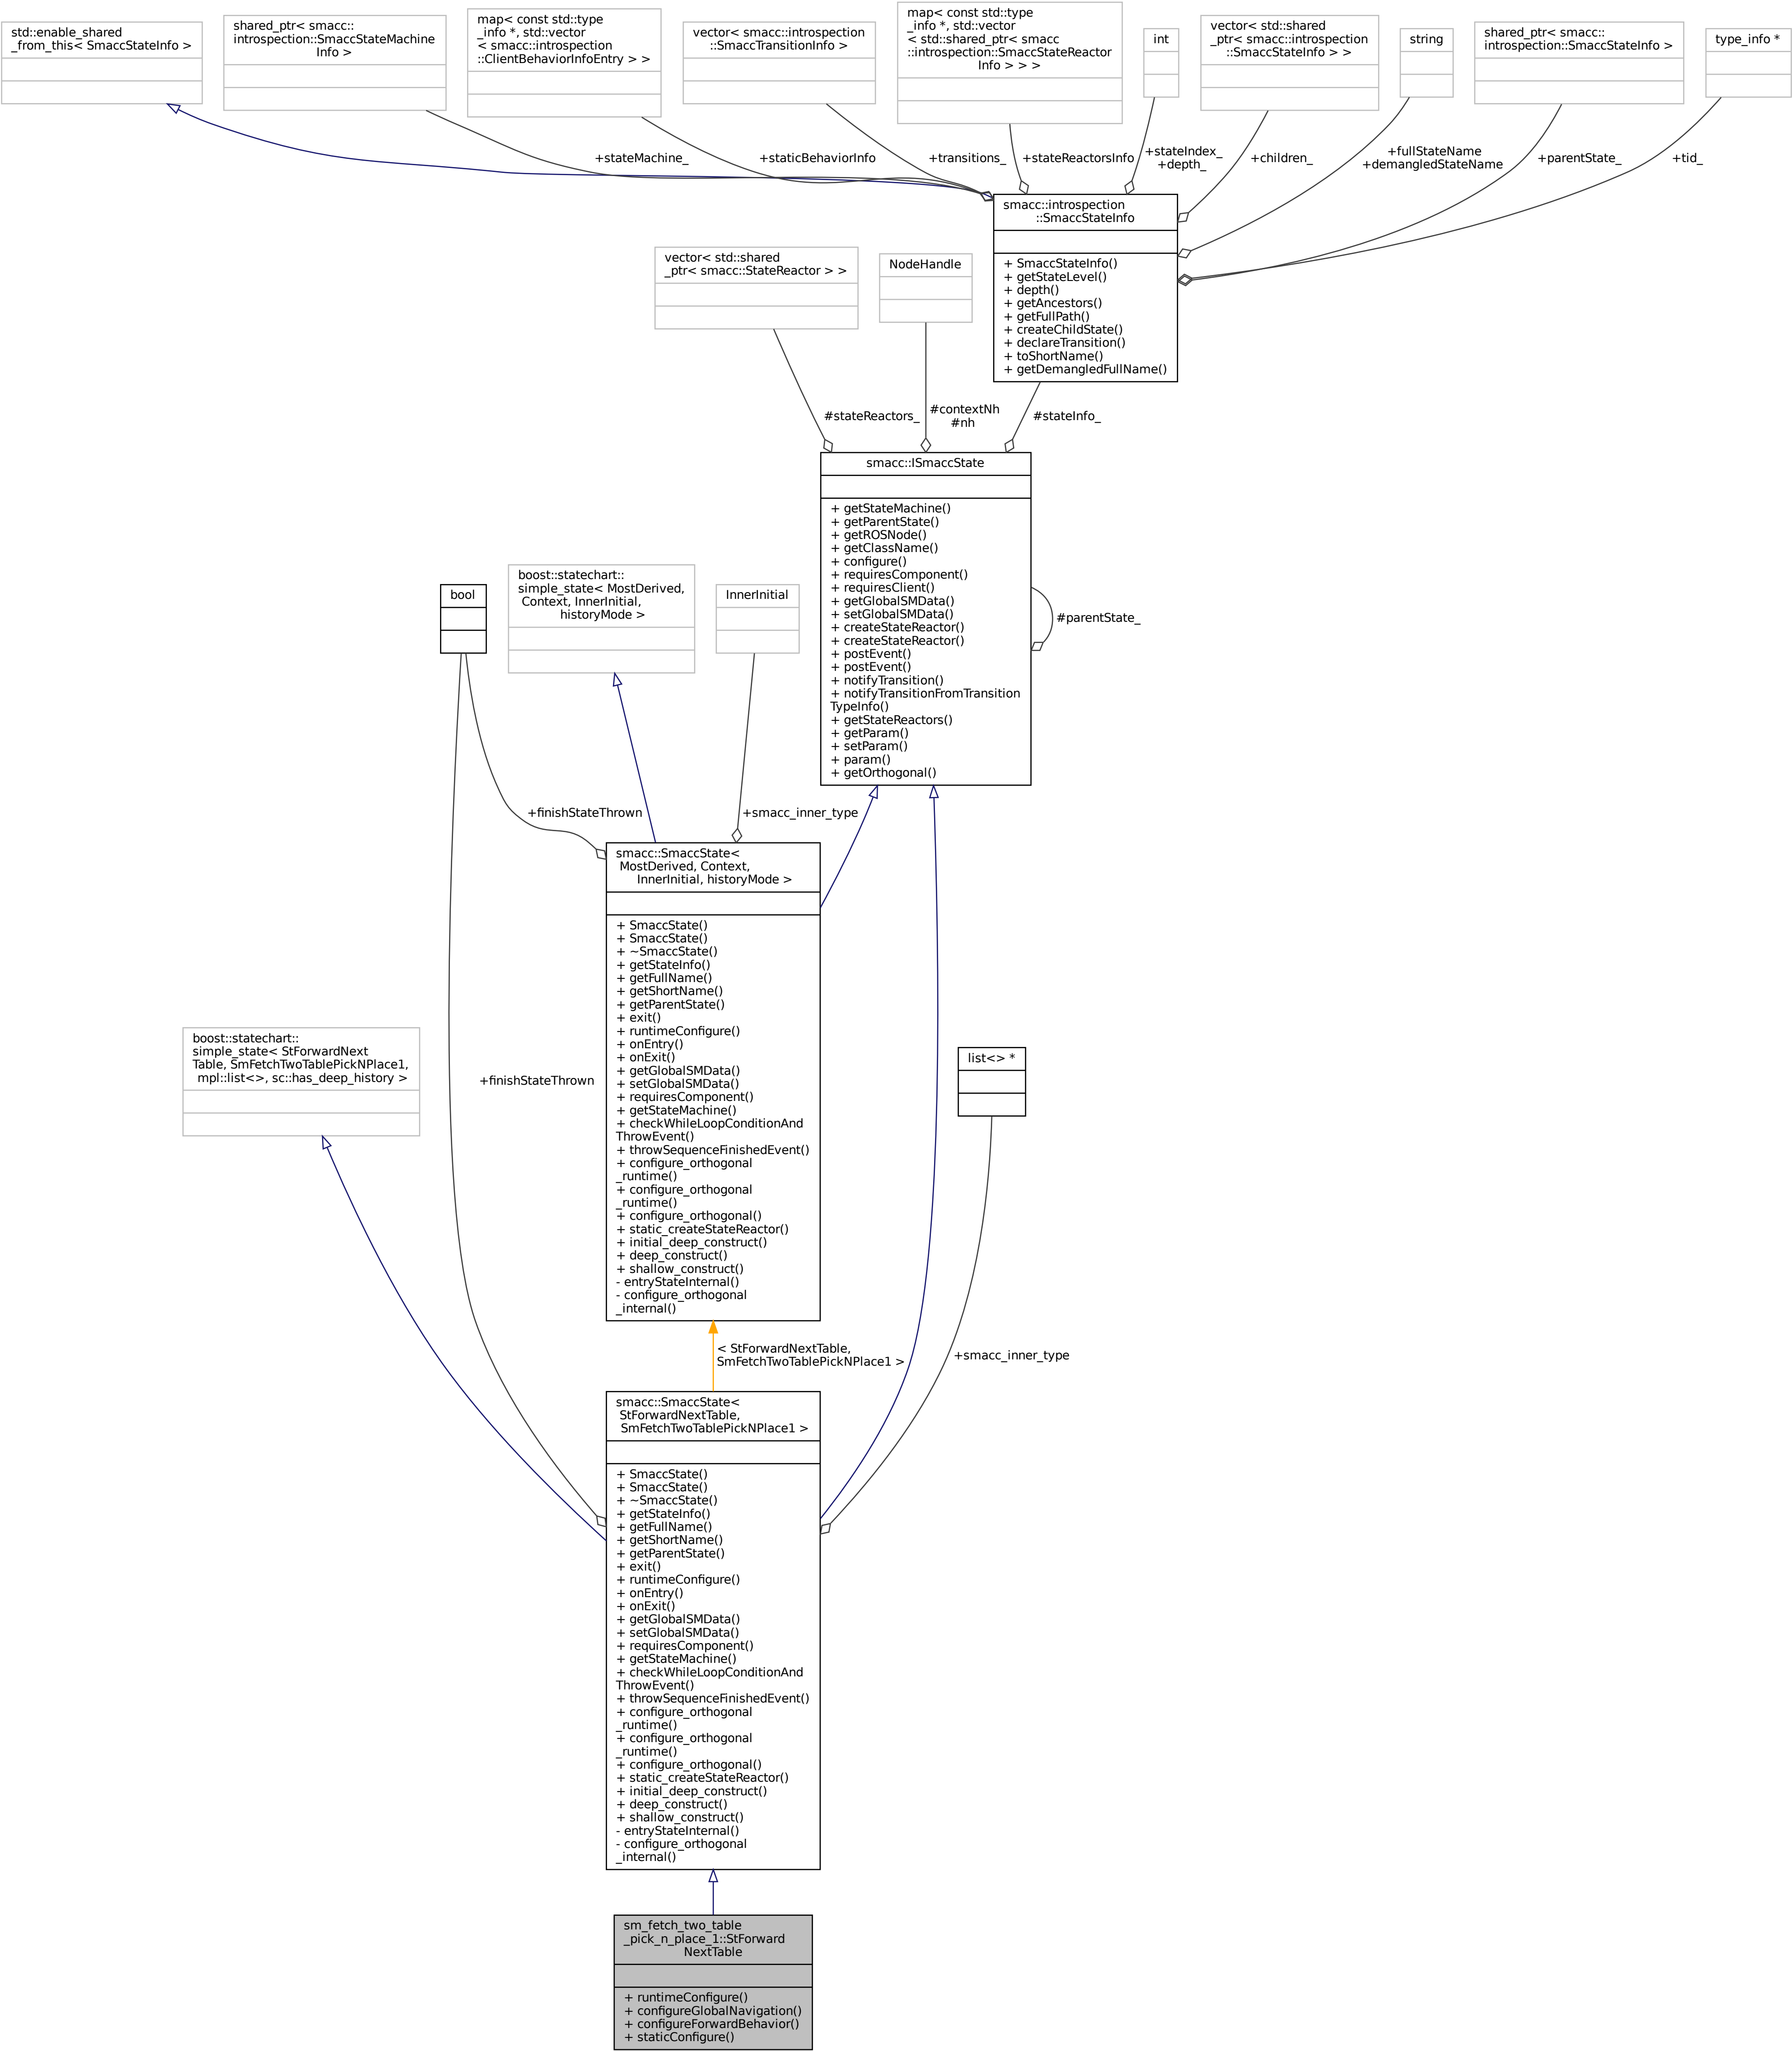 std::enable_shared
_from_this< SmaccStateInfo >
shared_ptr< smacc::
introspection::SmaccStateMachine
Info >
map< const std::type
_info *, std::vector
< smacc::introspection
::ClientBehaviorInfoEntry > >
vector< smacc::introspection
::SmaccTransitionInfo >
map< const std::type
_info *, std::vector
< std::shared_ptr< smacc
::introspection::SmaccStateReactor
Info > > >
int
vector< std::shared
_ptr< smacc::introspection
::SmaccStateInfo > >
string
shared_ptr< smacc::
introspection::SmaccStateInfo >
type_info *
+stateMachine_
+staticBehaviorInfo
+transitions_
+stateReactorsInfo
+stateIndex_
+depth_
+children_
+fullStateName
+demangledStateName
+parentState_
+tid_
smacc::introspection
::SmaccStateInfo
+ SmaccStateInfo()
+ getStateLevel()
+ depth()
+ getAncestors()
+ getFullPath()
+ createChildState()
+ declareTransition()
+ toShortName()
+ getDemangledFullName()
vector< std::shared
_ptr< smacc::StateReactor > >
NodeHandle
#stateReactors_
#contextNh
#nh
#stateInfo_
smacc::ISmaccState
+ getStateMachine()
+ getParentState()
+ getROSNode()
+ getClassName()
+ configure()
+ requiresComponent()
+ requiresClient()
+ getGlobalSMData()
+ setGlobalSMData()
+ createStateReactor()
+ createStateReactor()
+ postEvent()
+ postEvent()
+ notifyTransition()
+ notifyTransitionFromTransition
TypeInfo()
+ getStateReactors()
+ getParam()
+ setParam()
+ param()
+ getOrthogonal()
#parentState_
bool
boost::statechart::
simple_state< MostDerived,
Context, InnerInitial,
historyMode >
InnerInitial
+finishStateThrown
+smacc_inner_type
smacc::SmaccState<
MostDerived, Context,
InnerInitial, historyMode >
+ SmaccState()
+ SmaccState()
+ ~SmaccState()
+ getStateInfo()
+ getFullName()
+ getShortName()
+ getParentState()
+ exit()
+ runtimeConfigure()
+ onEntry()
+ onExit()
+ getGlobalSMData()
+ setGlobalSMData()
+ requiresComponent()
+ getStateMachine()
+ checkWhileLoopConditionAnd
ThrowEvent()
+ throwSequenceFinishedEvent()
+ configure_orthogonal
_runtime()
+ configure_orthogonal
_runtime()
+ configure_orthogonal()
+ static_createStateReactor()
+ initial_deep_construct()
+ deep_construct()
+ shallow_construct()
- entryStateInternal()
- configure_orthogonal
_internal()
boost::statechart::
simple_state< StForwardNext
Table, SmFetchTwoTablePickNPlace1,
mpl::list<>, sc::has_deep_history >
+finishStateThrown
list<> *
< StForwardNextTable,
SmFetchTwoTablePickNPlace1 >
+smacc_inner_type
smacc::SmaccState<
StForwardNextTable,
SmFetchTwoTablePickNPlace1 >
+ SmaccState()
+ SmaccState()
+ ~SmaccState()
+ getStateInfo()
+ getFullName()
+ getShortName()
+ getParentState()
+ exit()
+ runtimeConfigure()
+ onEntry()
+ onExit()
+ getGlobalSMData()
+ setGlobalSMData()
+ requiresComponent()
+ getStateMachine()
+ checkWhileLoopConditionAnd
ThrowEvent()
+ throwSequenceFinishedEvent()
+ configure_orthogonal
_runtime()
+ configure_orthogonal
_runtime()
+ configure_orthogonal()
+ static_createStateReactor()
+ initial_deep_construct()
+ deep_construct()
+ shallow_construct()
- entryStateInternal()
- configure_orthogonal
_internal()
sm_fetch_two_table
_pick_n_place_1::StForward
NextTable
+ runtimeConfigure()
+ configureGlobalNavigation()
+ configureForwardBehavior()
+ staticConfigure()